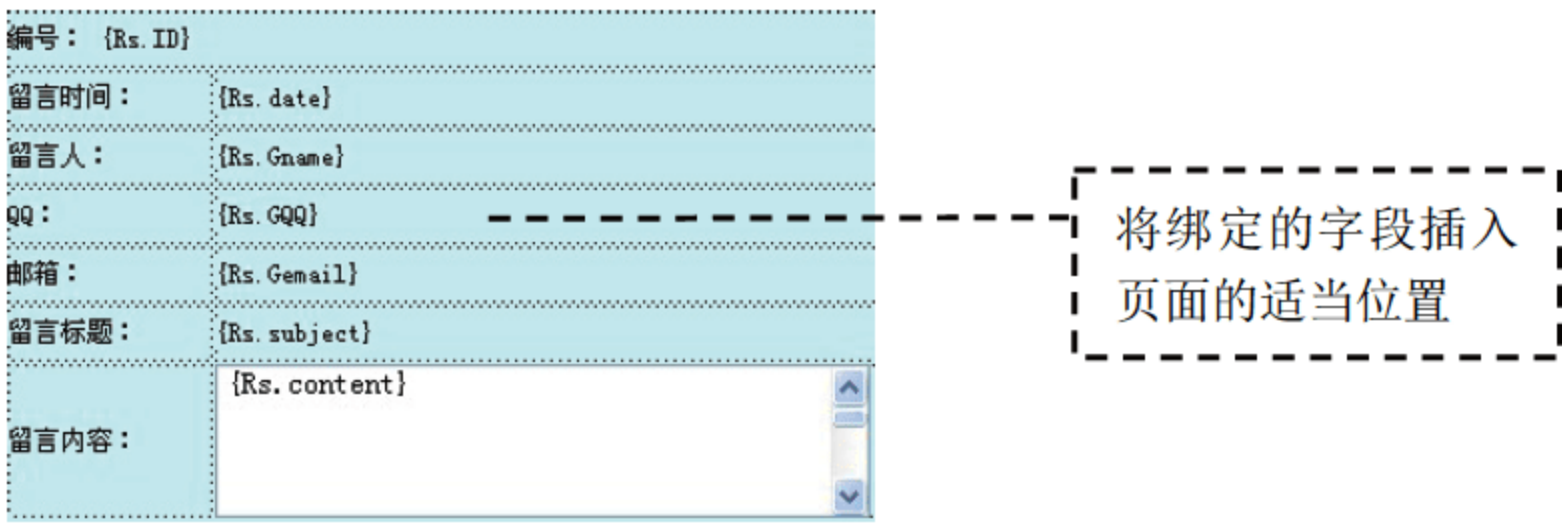 编号： {Rs.ID}
留言时间： {Rs.date}
留言人： {Rs.Gname}
QQ： {Rs.GQQ}
邮箱： {Rs.Gemail}
留言标题： {Rs.subject}
留言内容： {Rs.content}
将绑定的字段插入
页面的适当位置